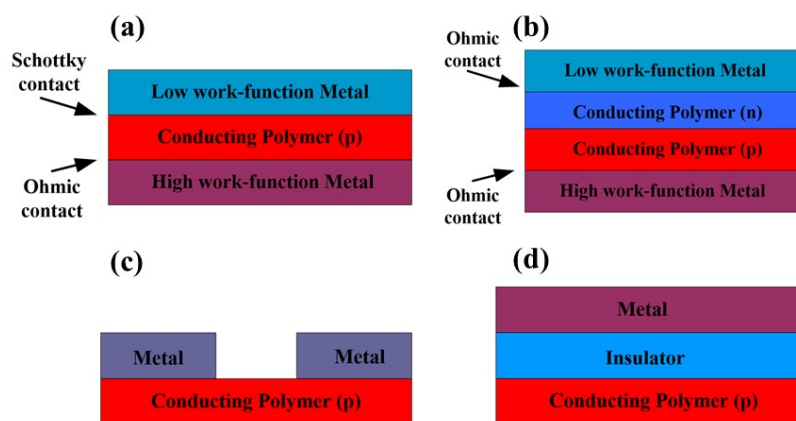 (a)
Schottky
contact
Low work-function Metal
Conducting Polymer (p)
Ohmic
contact
High work-function Metal
(b)
Ohmic
contact
Low work-function Metal
Conducting Polymer (n)
Conducting Polymer (p)
Ohmic
contact
High work-function Metal
(c)
Metal
Metal
Conducting Polymer (p)
(d)
Metal
Insulator
Conducting Polymer (p)